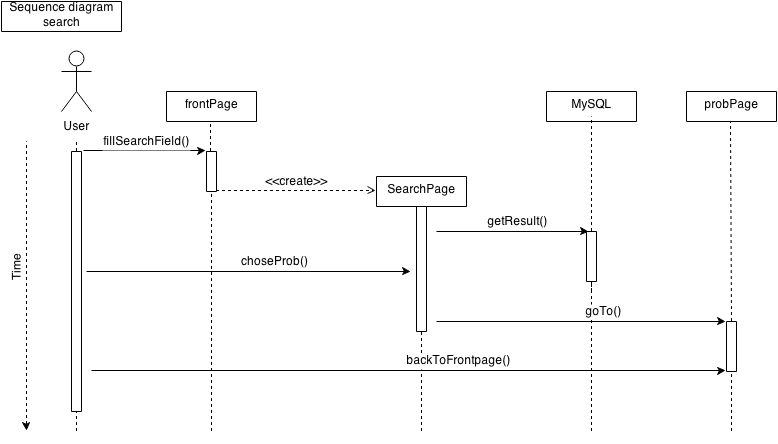 Sequence diagram
search
User
frontPage
MySQL
probPage
fillSearchField()
<<create>>
SearchPage
getResult()
choseProb()
Time
goTo()
backToFrontpage()